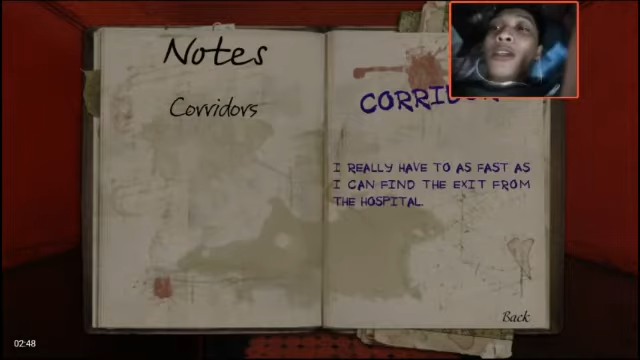 Notes
Corridors
I REALLY HAVE TO AS FAST AS
I CAN FIND THE EXIT FROM
THE HOSPITAL.
Back
02:48